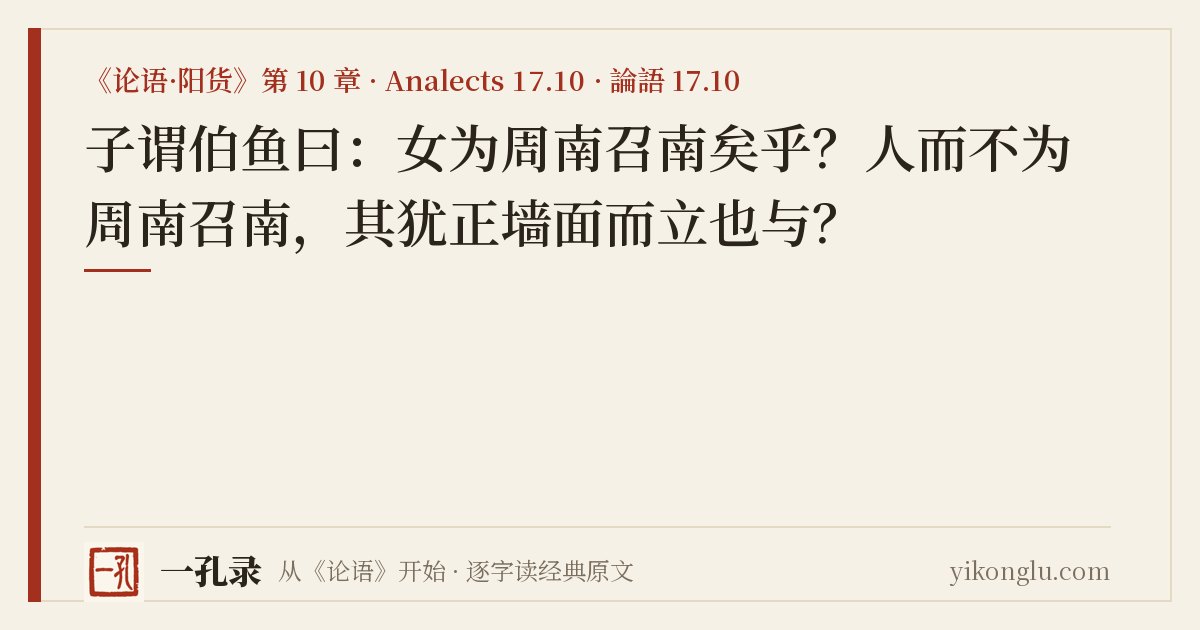 《论语·阳货》第 10 章 · Analects 17.10 · 論語 17.10
子谓伯鱼曰：女为周南召南矣乎？人而不为
周南召南，其犹正墙面而立也与？
一孔
一孔录 从《论语》开始 · 逐字读经典原文 yikonglu.com